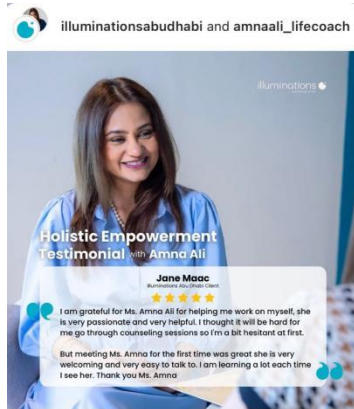 illuminationsabudhabi and amnaali_lifecoach
illuminations
Holistic Empowerment
Testimonial with Amna Ali
Jane Maac
Illuminations Abu Dhabi Client
I am grateful for Ms. Amna Ali for helping me work on myself, she
is very passionate and very helpful. I thought it will be hard for
me go through counseling sessions so I'm a bit hesitant at first.
But meeting Ms. Amna for the first time was great she is very
welcoming and very easy to talk to. I am learning a lot each time
I see her. Thank you Ms. Amna